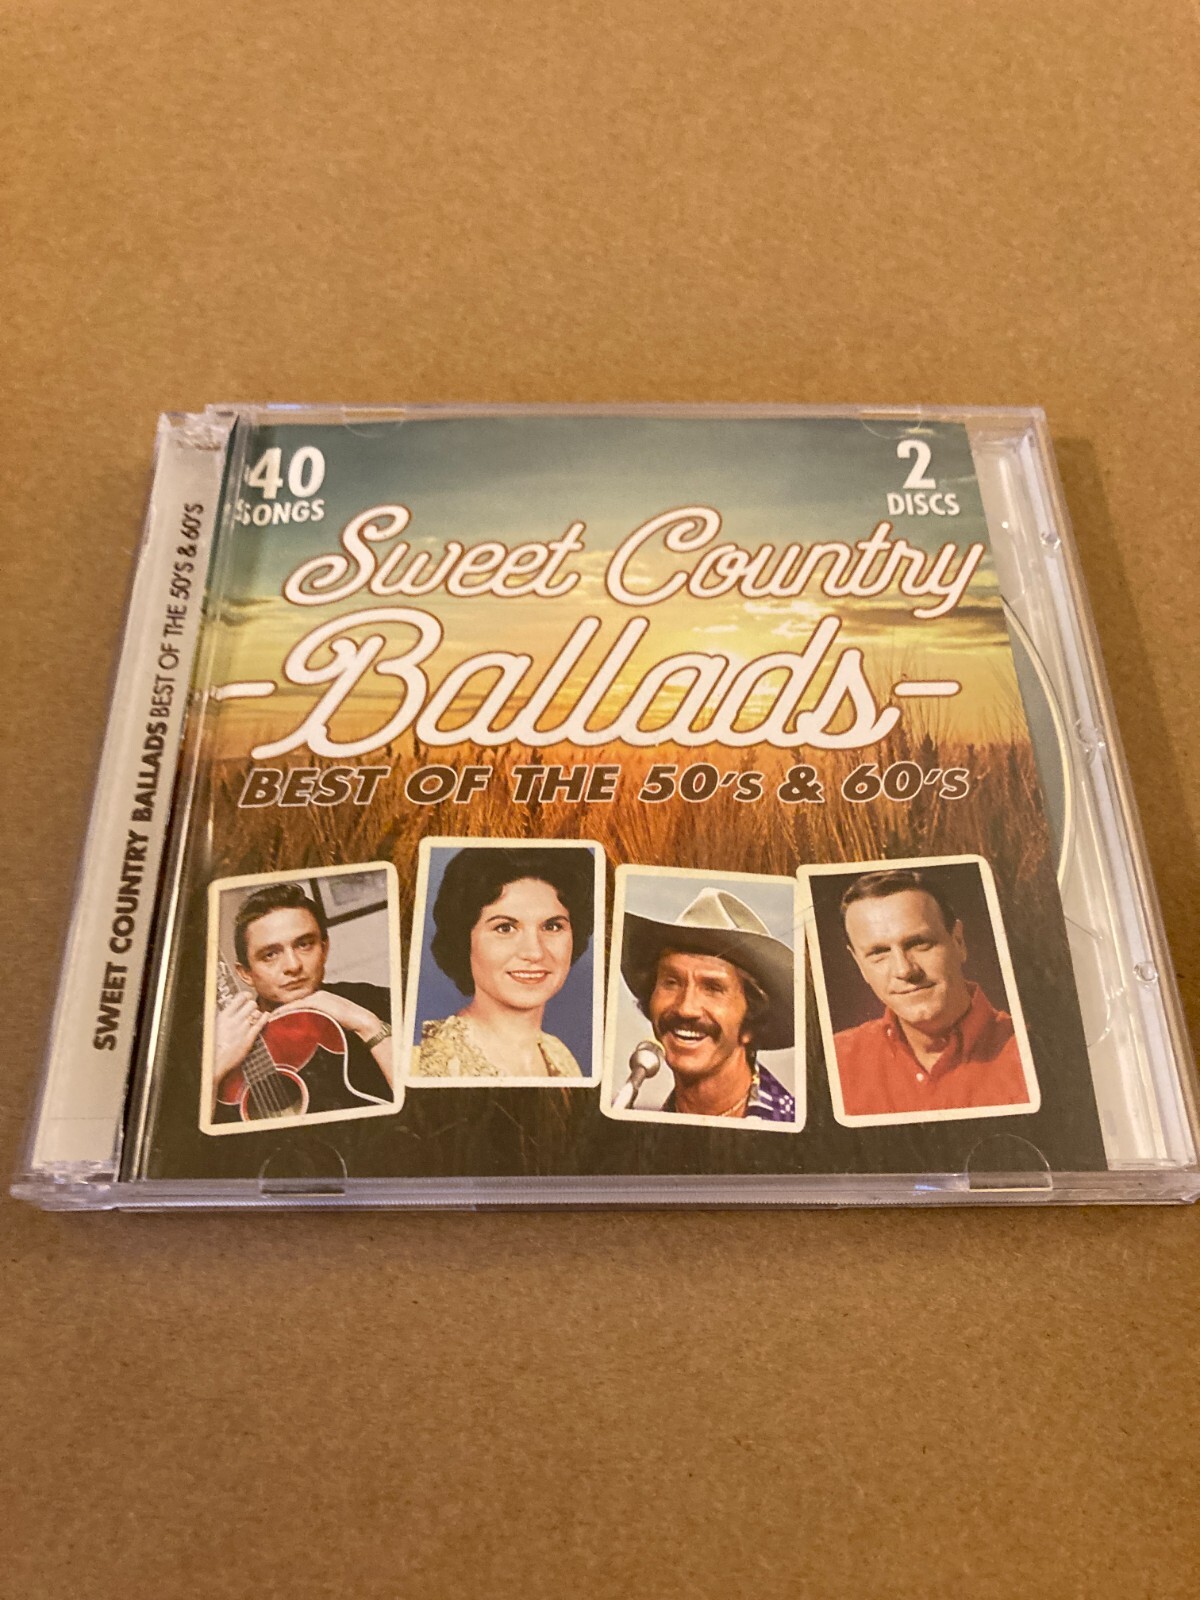 40
SONGS
2
DISCS
Sweet Country
-Ballads-
BEST OF THE 50's & 60's
SWEET COUNTRY BALLADS BEST OF THE 50'S & 60'S